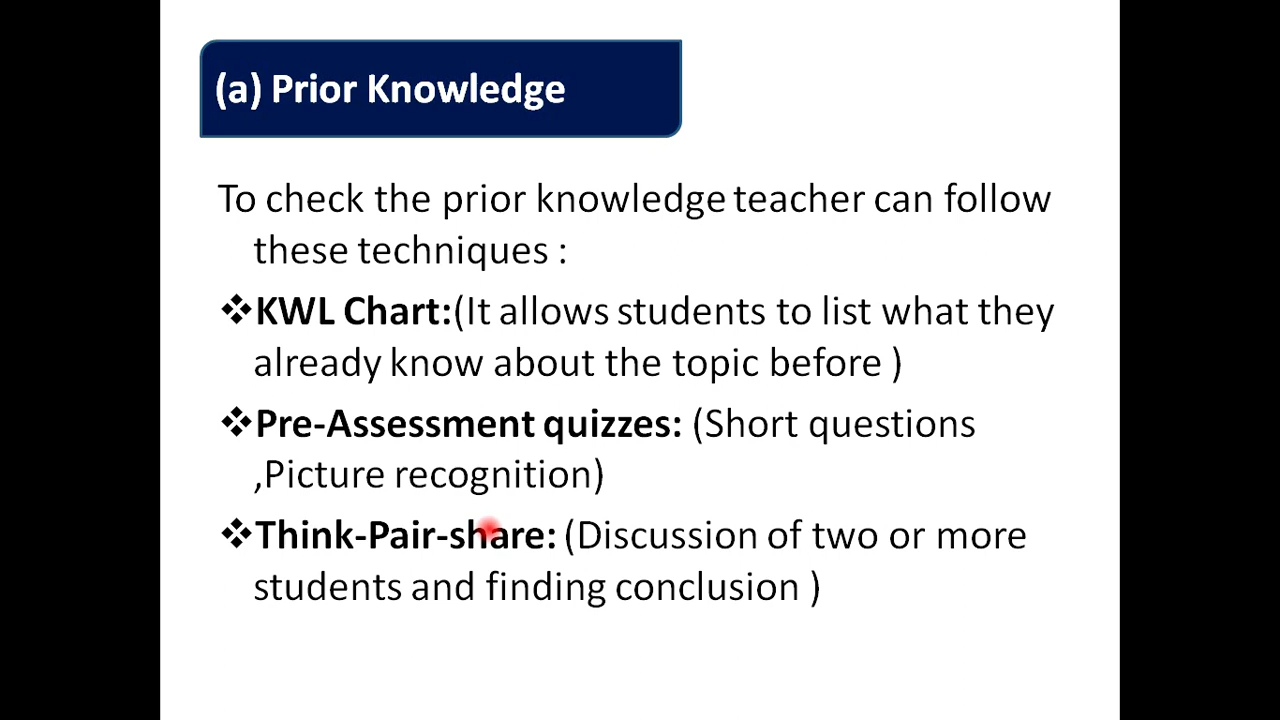 (a) Prior Knowledge
To check the prior knowledge teacher can follow
these techniques :
❖KWL Chart:(It allows students to list what they
already know about the topic before )
❖Pre-Assessment quizzes: (Short questions
,Picture recognition)
❖Think-Pair-share: (Discussion of two or more
students and finding conclusion )